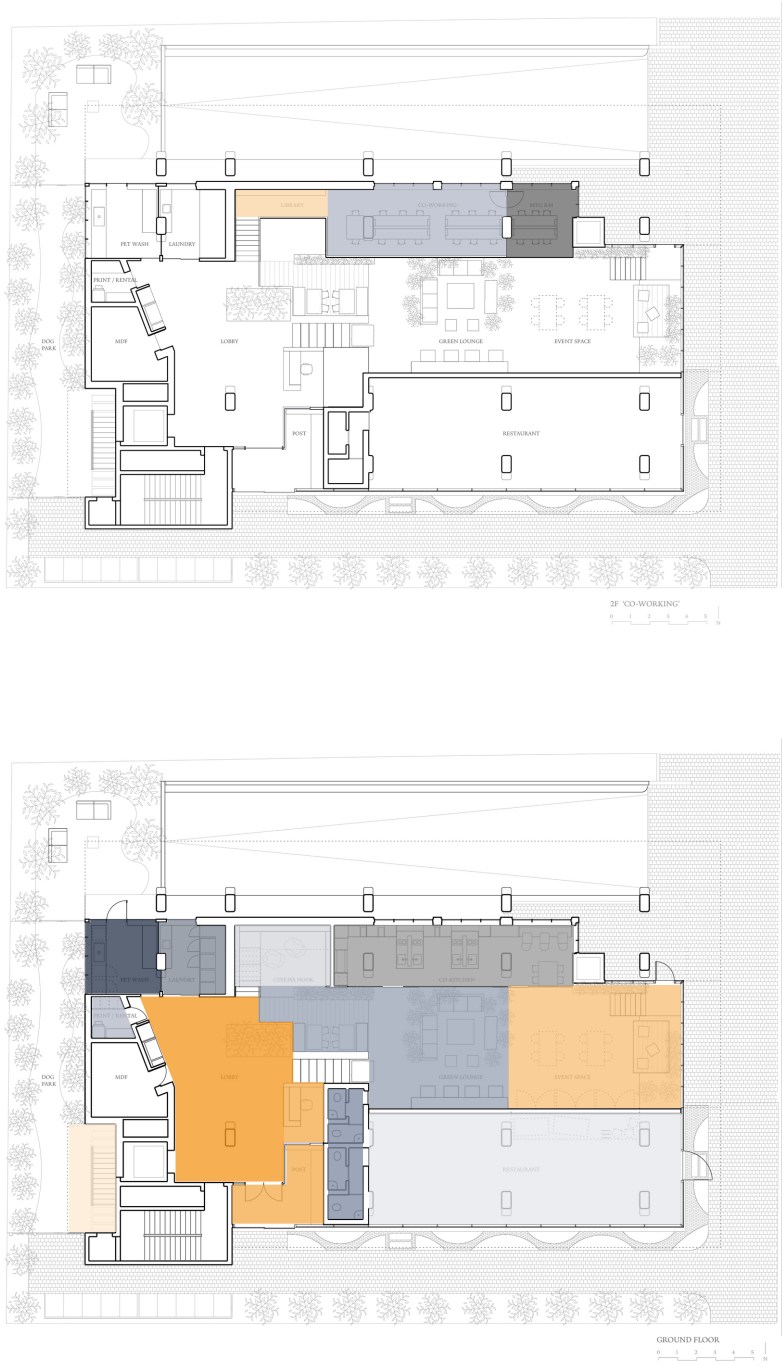 LIBRARY
CO-WORKING
MINI BAR
PET WASH
LAUNDRY
PRINT / RENTAL
DOG
PARK
MDF
LOBBY
GREEN LOUNGE
EVENT SPACE
POST
RESTAURANT
2F 'CO-WORKING'
0 1 2 3 4 5 N
PET WASH
LAUNDRY
CO-KITCHEN
PRINT / RENTAL
DOG
PARK
MDF
LOBBY
GREEN LOUNGE
EVENT SPACE
POST
RESTAURANT
GROUND FLOOR
0 1 2 3 4 5 N